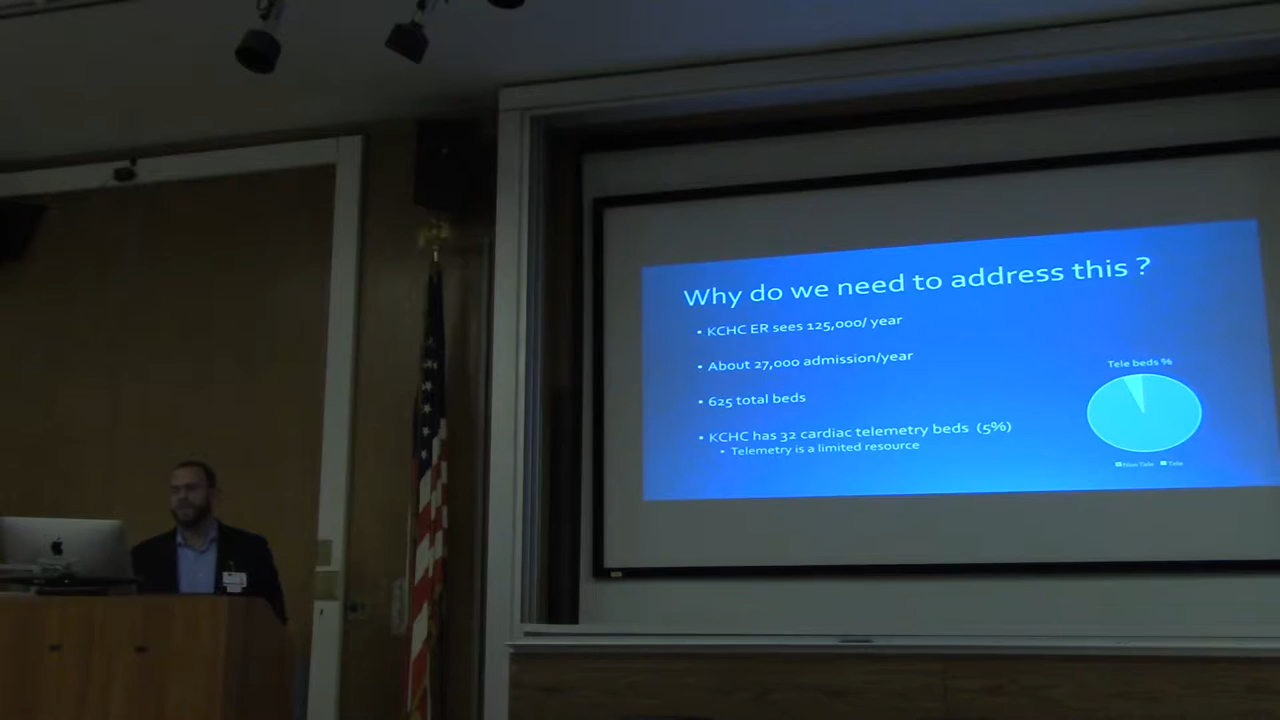 Why do we need to address this ?
• KCHC ER sees 125,000/ year
• About 27,000 admission/year
• 625 total beds
• KCHC has 32 cardiac telemetry beds (5%)
• Telemetry is a limited resource
Tele beds %
Non Tele Tele